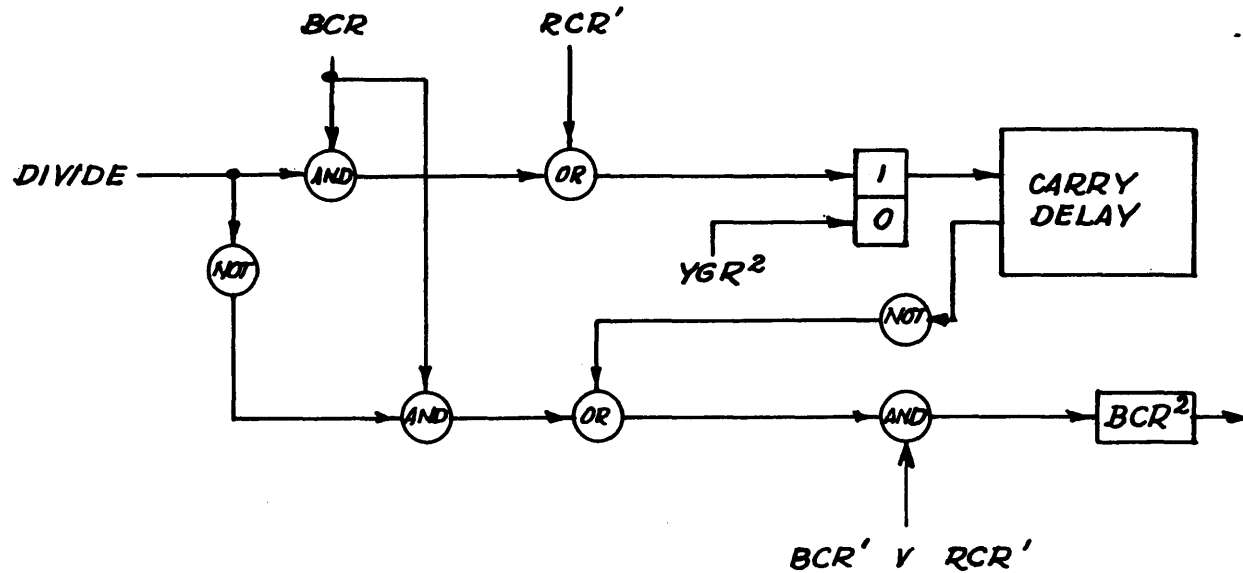 BCR
RCR'
DIVIDE
AND
OR
1
0
CARRY
DELAY
NOT
YGR²
NOT
AND
OR
AND
BCR²
BCR' V RCR'